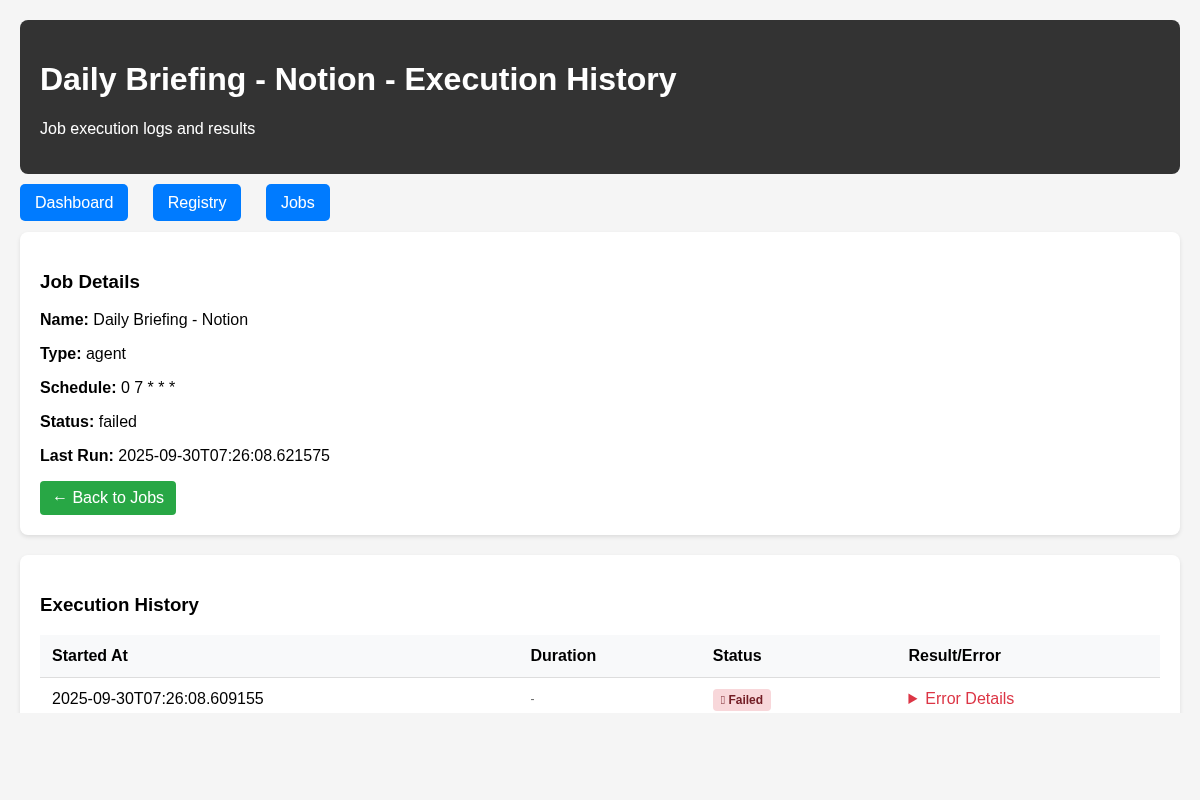 Daily Briefing - Notion - Execution History
Job execution logs and results
Dashboard Registry Jobs
Job Details
Name: Daily Briefing - Notion
Type: agent
Schedule: 0 7 * * *
Status: failed
Last Run: 2025-09-30T07:26:08.621575
← Back to Jobs
Execution History
Started At Duration Status Result/Error
2025-09-30T07:26:08.609155 - Failed ▶ Error Details